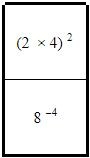 (2 × 4) ²
8 ⁻⁴